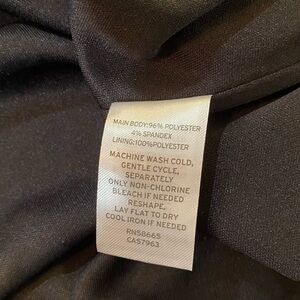 MAIN BODY:96% POLYESTER
4% SPANDEX
LINING:100%POLYESTER
MACHINE WASH COLD,
GENTLE CYCLE,
SEPARATELY
ONLY NON-CHLORINE
BLEACH IF NEEDED
RESHAPE,
LAY FLAT TO DRY
COOL IRON IF NEEDED
RN58665
CA57963